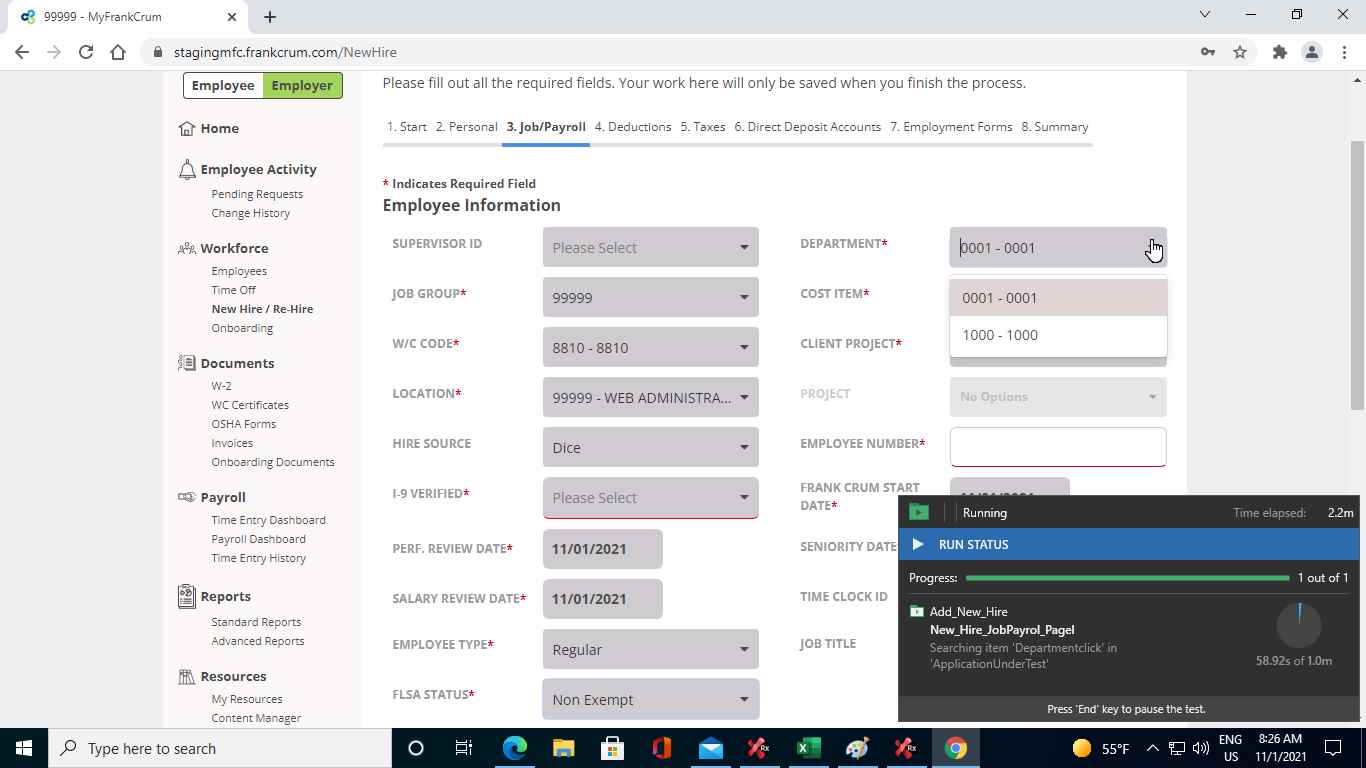 99999 - MyFrankCrum
stagingmfc.frankcrum.com/NewHire
Employee Employer
Home
Employee Activity
Pending Requests
Change History
Workforce
Employees
Time Off
New Hire / Re-Hire
Onboarding
Documents
W-2
WC Certificates
OSHA Forms
Invoices
Onboarding Documents
Payroll
Time Entry Dashboard
Payroll Dashboard
Time Entry History
Reports
Standard Reports
Advanced Reports
Resources
My Resources
Content Manager
Please fill out all the required fields. Your work here will only be saved when you finish the process.
1. Start 2. Personal 3. Job/Payroll 4. Deductions 5. Taxes 6. Direct Deposit Accounts 7. Employment Forms 8. Summary
* Indicates Required Field
Employee Information
SUPERVISOR ID Please Select
JOB GROUP* 99999
W/C CODE* 8810 - 8810
LOCATION* 99999 - WEB ADMINISTRA...
HIRE SOURCE Dice
I-9 VERIFIED* Please Select
PERF. REVIEW DATE* 11/01/2021
SALARY REVIEW DATE* 11/01/2021
EMPLOYEE TYPE* Regular
FLSA STATUS* Non Exempt
DEPARTMENT* 0001 - 0001
0001 - 0001
1000 - 1000
COST ITEM*
CLIENT PROJECT*
PROJECT No Options
EMPLOYEE NUMBER*
FRANK CRUM START
DATE* 11/01/2021
SENIORITY DATE
TIME CLOCK ID
JOB TITLE
Running Time elapsed: 2.2m
RUN STATUS
Progress: 1 out of 1
Add_New_Hire
New_Hire_JobPayrol_PageI
Searching item 'Departmentclick' in
'ApplicationUnderTest'
58.92s of 1.0m
Press 'End' key to pause the test.
Type here to search
Rx
Rx
55°F
ENG
US
8:26 AM
11/1/2021